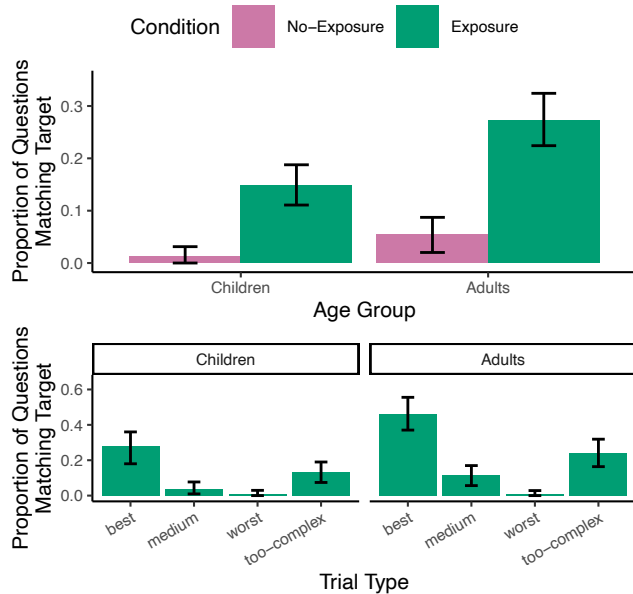 Condition No-Exposure Exposure
Proportion of Questions
Matching Target
0.3
0.2
0.1
0.0
Children Adults
Age Group
Children Adults
Proportion of Questions
Matching Target
0.6
0.4
0.2
0.0
best medium worst too-complex best medium worst too-complex
Trial Type